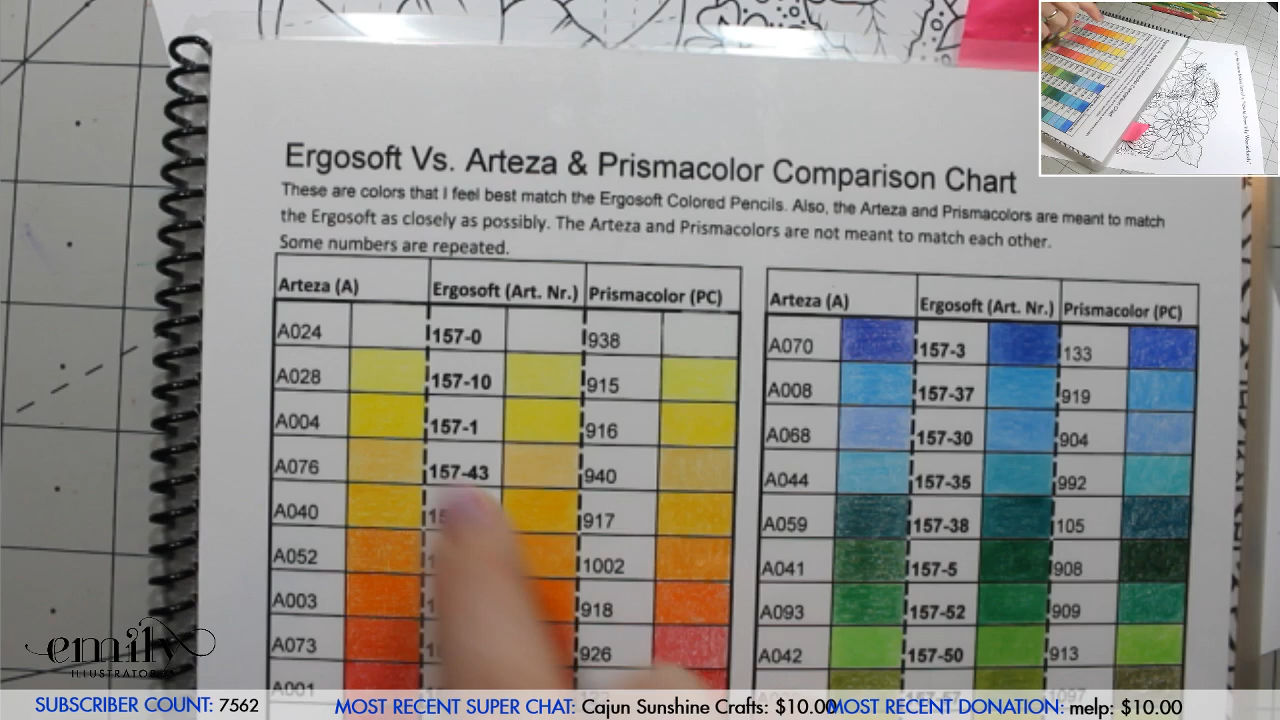 Ergosoft Vs. Arteza & Prismacolor Comparison Chart
These are colors that I feel best match the Ergosoft Colored Pencils. Also, the Arteza and Prismacolors are meant to match
the Ergosoft as closely as possibly. The Arteza and Prismacolors are not meant to match each other.
Some numbers are repeated.
Arteza (A) Ergosoft (Art. Nr.) Prismacolor (PC)
A024 157-0 938
A028 157-10 915
A004 157-1 916
A076 157-43 940
A040 917
A052 1002
A003 918
A073 926
A001
Arteza (A) Ergosoft (Art. Nr.) Prismacolor (PC)
A070 157-3 133
A008 157-37 919
A068 157-30 904
A044 157-35 992
A059 157-38 105
A041 157-5 908
A093 157-52 909
A042 157-50 913
1097
emily
ILLUSTRATOR
SUBSCRIBER COUNT: 7562
MOST RECENT SUPER CHAT: Cajun Sunshine Crafts: $10.00
MOST RECENT DONATION: melp: $10.00